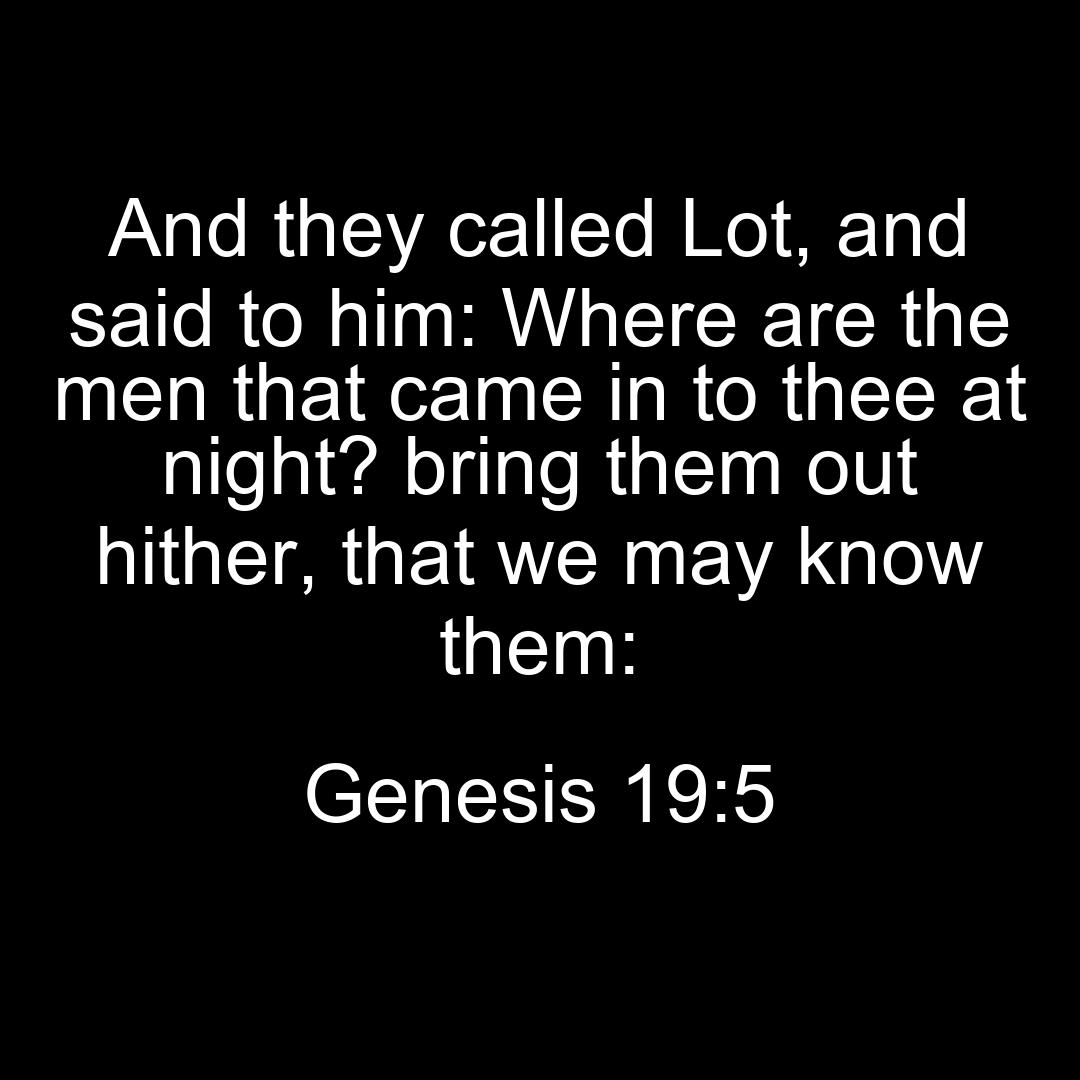 And they called Lot, and
said to him: Where are the
men that came in to thee at
night? bring them out
hither, that we may know
them:
Genesis 19:5